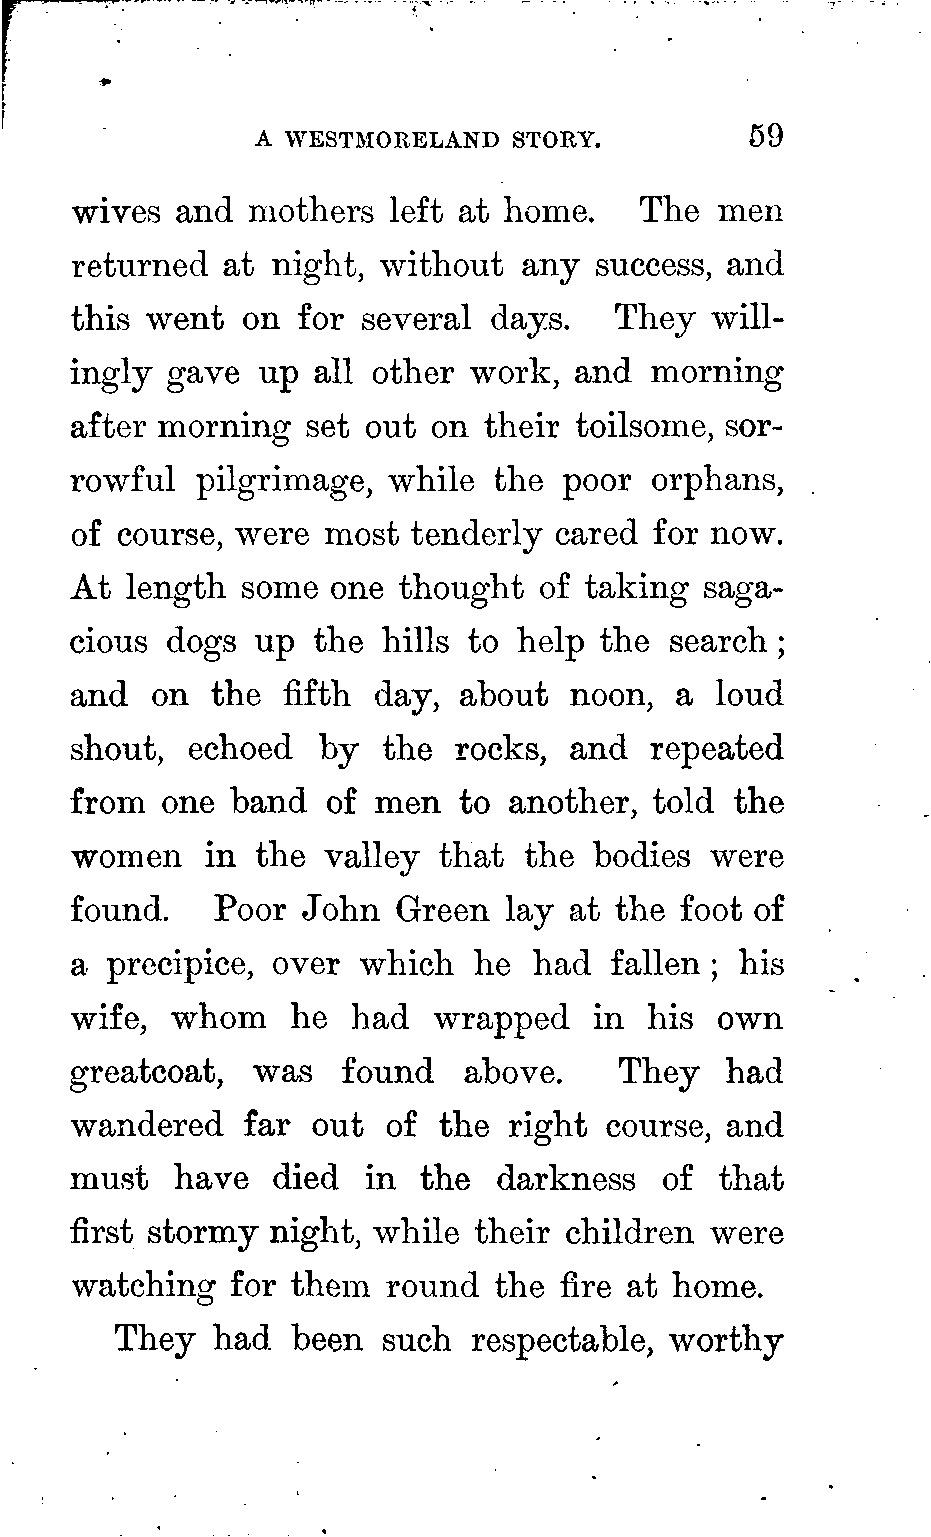 A WESTMORELAND STORY. 59
wives and mothers left at home. The men
returned at night, without any success, and
this went on for several days. They will-
ingly gave up all other work, and morning
after morning set out on their toilsome, sor-
rowful pilgrimage, while the poor orphans,
of course, were most tenderly cared for now.
At length some one thought of taking saga-
cious dogs up the hills to help the search;
and on the fifth day, about noon, a loud
shout, echoed by the rocks, and repeated
from one band of men to another, told the
women in the valley that the bodies were
found. Poor John Green lay at the foot of
a precipice, over which he had fallen; his
wife, whom he had wrapped in his own
greatcoat, was found above. They had
wandered far out of the right course, and
must have died in the darkness of that
first stormy night, while their children were
watching for them round the fire at home.
They had been such respectable, worthy